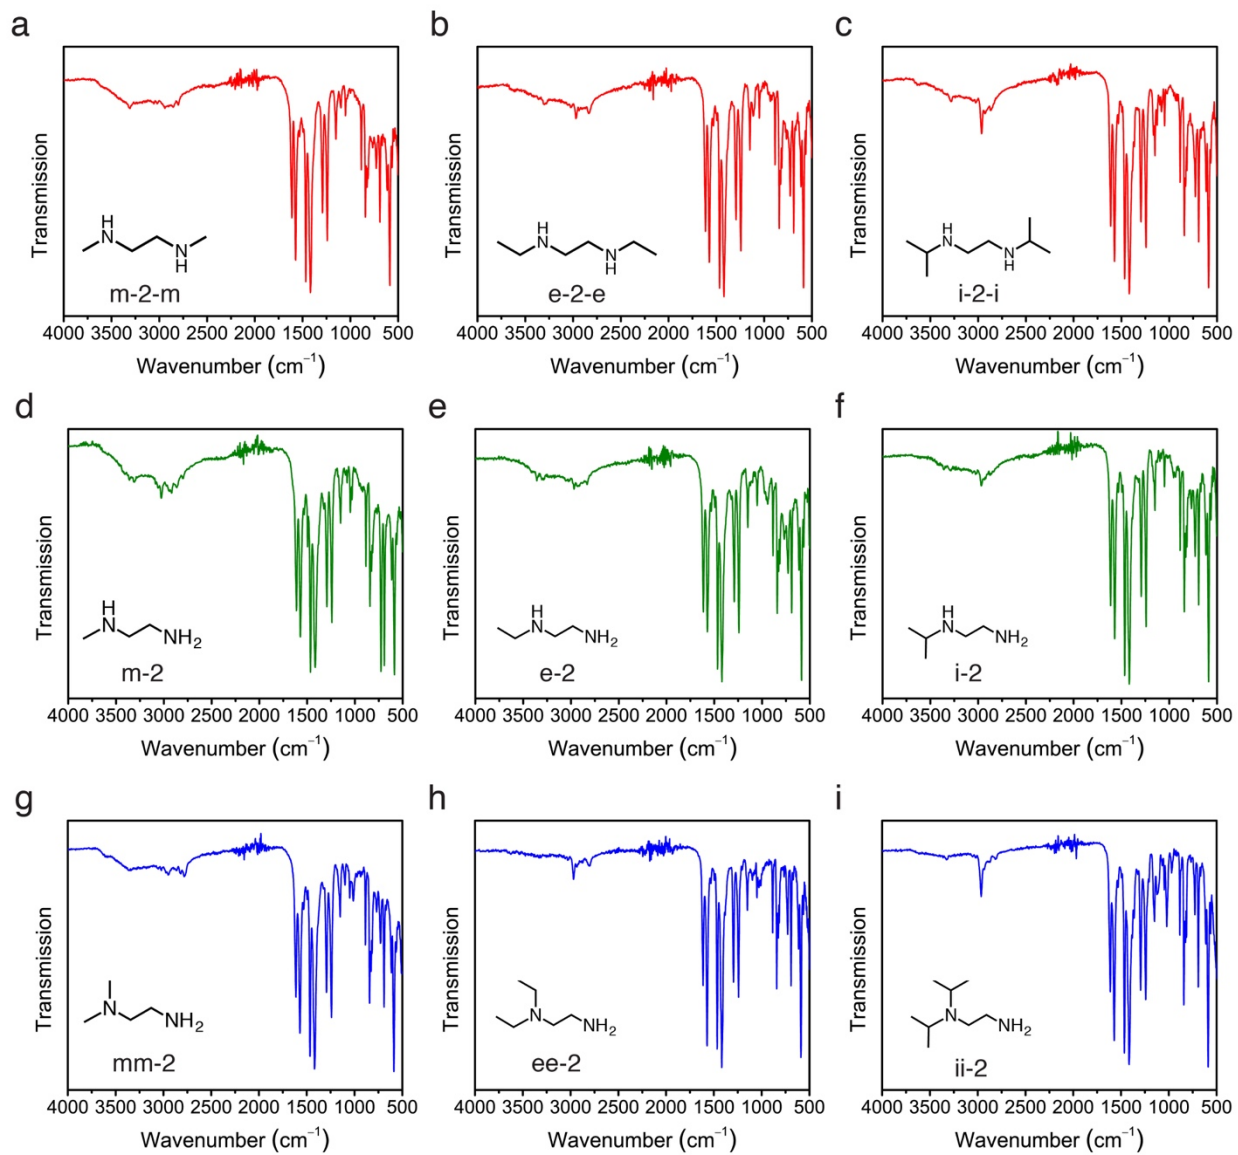 a b c
Transmission Transmission Transmission
H
N
N
H
m-2-m
H
N
N
H
e-2-e
H
N
N
H
i-2-i
4000 3500 3000 2500 2000 1500 1000 500
4000 3500 3000 2500 2000 1500 1000 500
4000 3500 3000 2500 2000 1500 1000 500
Wavenumber (cm⁻¹) Wavenumber (cm⁻¹) Wavenumber (cm⁻¹)
d e f
Transmission Transmission Transmission
H
N
NH₂
m-2
H
N
NH₂
e-2
H
N
NH₂
i-2
4000 3500 3000 2500 2000 1500 1000 500
4000 3500 3000 2500 2000 1500 1000 500
4000 3500 3000 2500 2000 1500 1000 500
Wavenumber (cm⁻¹) Wavenumber (cm⁻¹) Wavenumber (cm⁻¹)
g h i
Transmission Transmission Transmission
N
NH₂
mm-2
N
NH₂
ee-2
N
NH₂
ii-2
4000 3500 3000 2500 2000 1500 1000 500
4000 3500 3000 2500 2000 1500 1000 500
4000 3500 3000 2500 2000 1500 1000 500
Wavenumber (cm⁻¹) Wavenumber (cm⁻¹) Wavenumber (cm⁻¹)